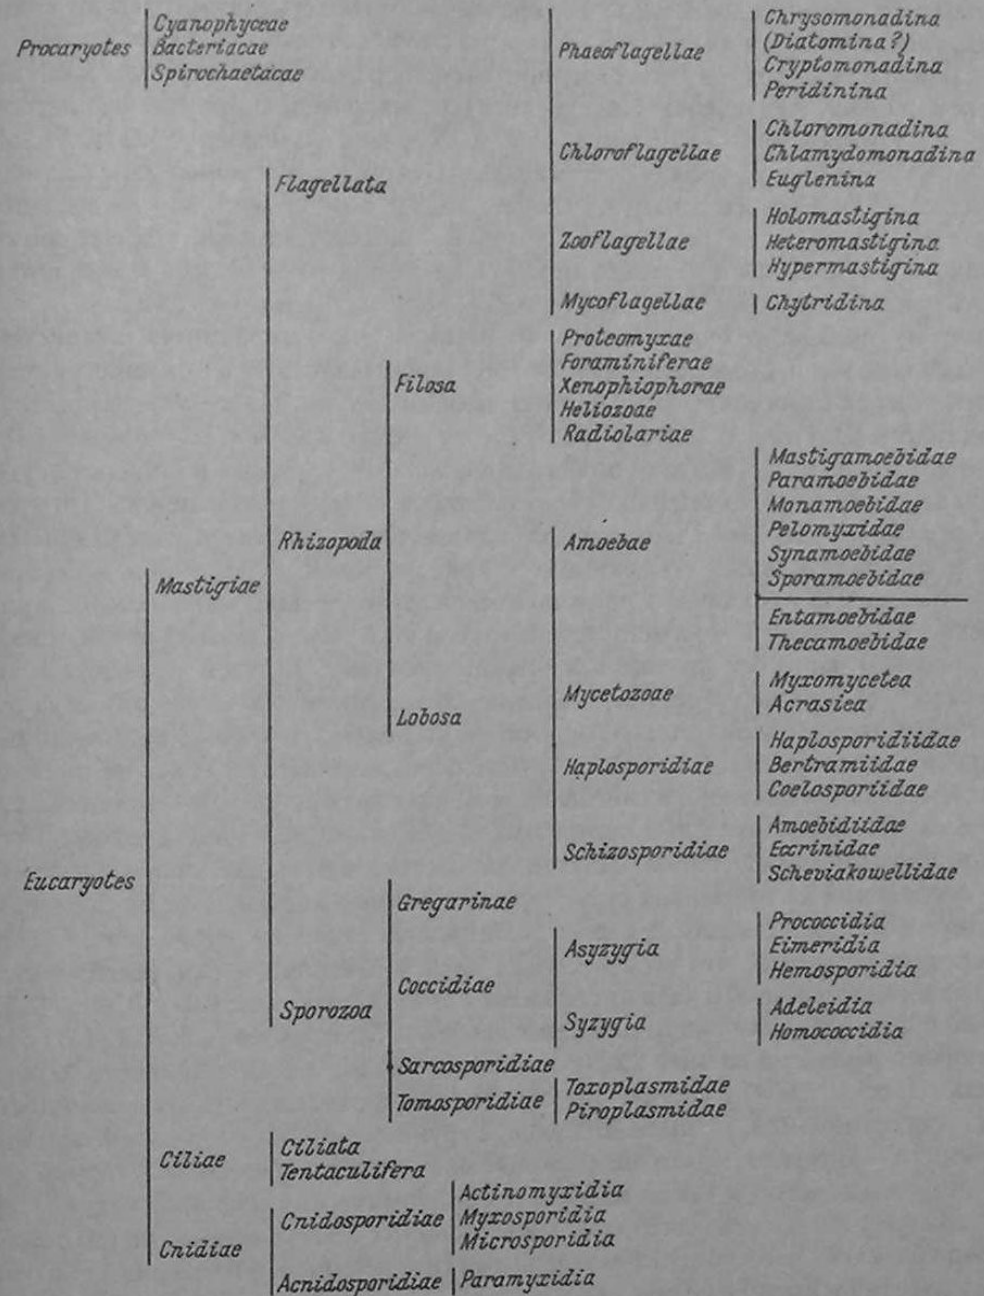 Procaryotes
Cyanophyceae
Bacteriacae
Spirochaetacae
Eucaryotes
Mastigiae
Flagellata
Phaeoflagellae
Chrysomonadina
(Diatomina?)
Cryptomonadina
Peridinina
Chloroflagellae
Chloromonadina
Chlamydomonadina
Euglenina
Zooflagellae
Holomastigina
Heteromastigina
Hypermastigina
Mycoflagellae
Chytridina
Rhizopoda
Filosa
Proteomyxae
Foraminiferae
Xenophiophorae
Heliozoae
Radiolariae
Lobosa
Amoebae
Mastigamoebidae
Paramoebidae
Monamoebidae
Pelomyxidae
Synamoebidae
Sporamoebidae
Entamoebidae
Thecamoebidae
Mycetozoae
Myxomycetea
Acrasiea
Haplosporidiae
Haplosporidiidae
Bertramiidae
Coelosporiidae
Schizosporidiae
Amoebidiidae
Eccrinidae
Scheviakowellidae
Sporozoa
Gregarinae
Coccidiae
Asyzygia
Prococcidia
Eimeridia
Hemosporidia
Syzygia
Adeleidia
Homococcidia
Sarcosporidiae
Tomosporidiae
Toxoplasmidae
Piroplasmidae
Ciliae
Ciliata
Tentaculifera
Cnidiae
Cnidosporidiae
Actinomyxidia
Myxosporidia
Microsporidia
Acnidosporidiae
Paramyxidia